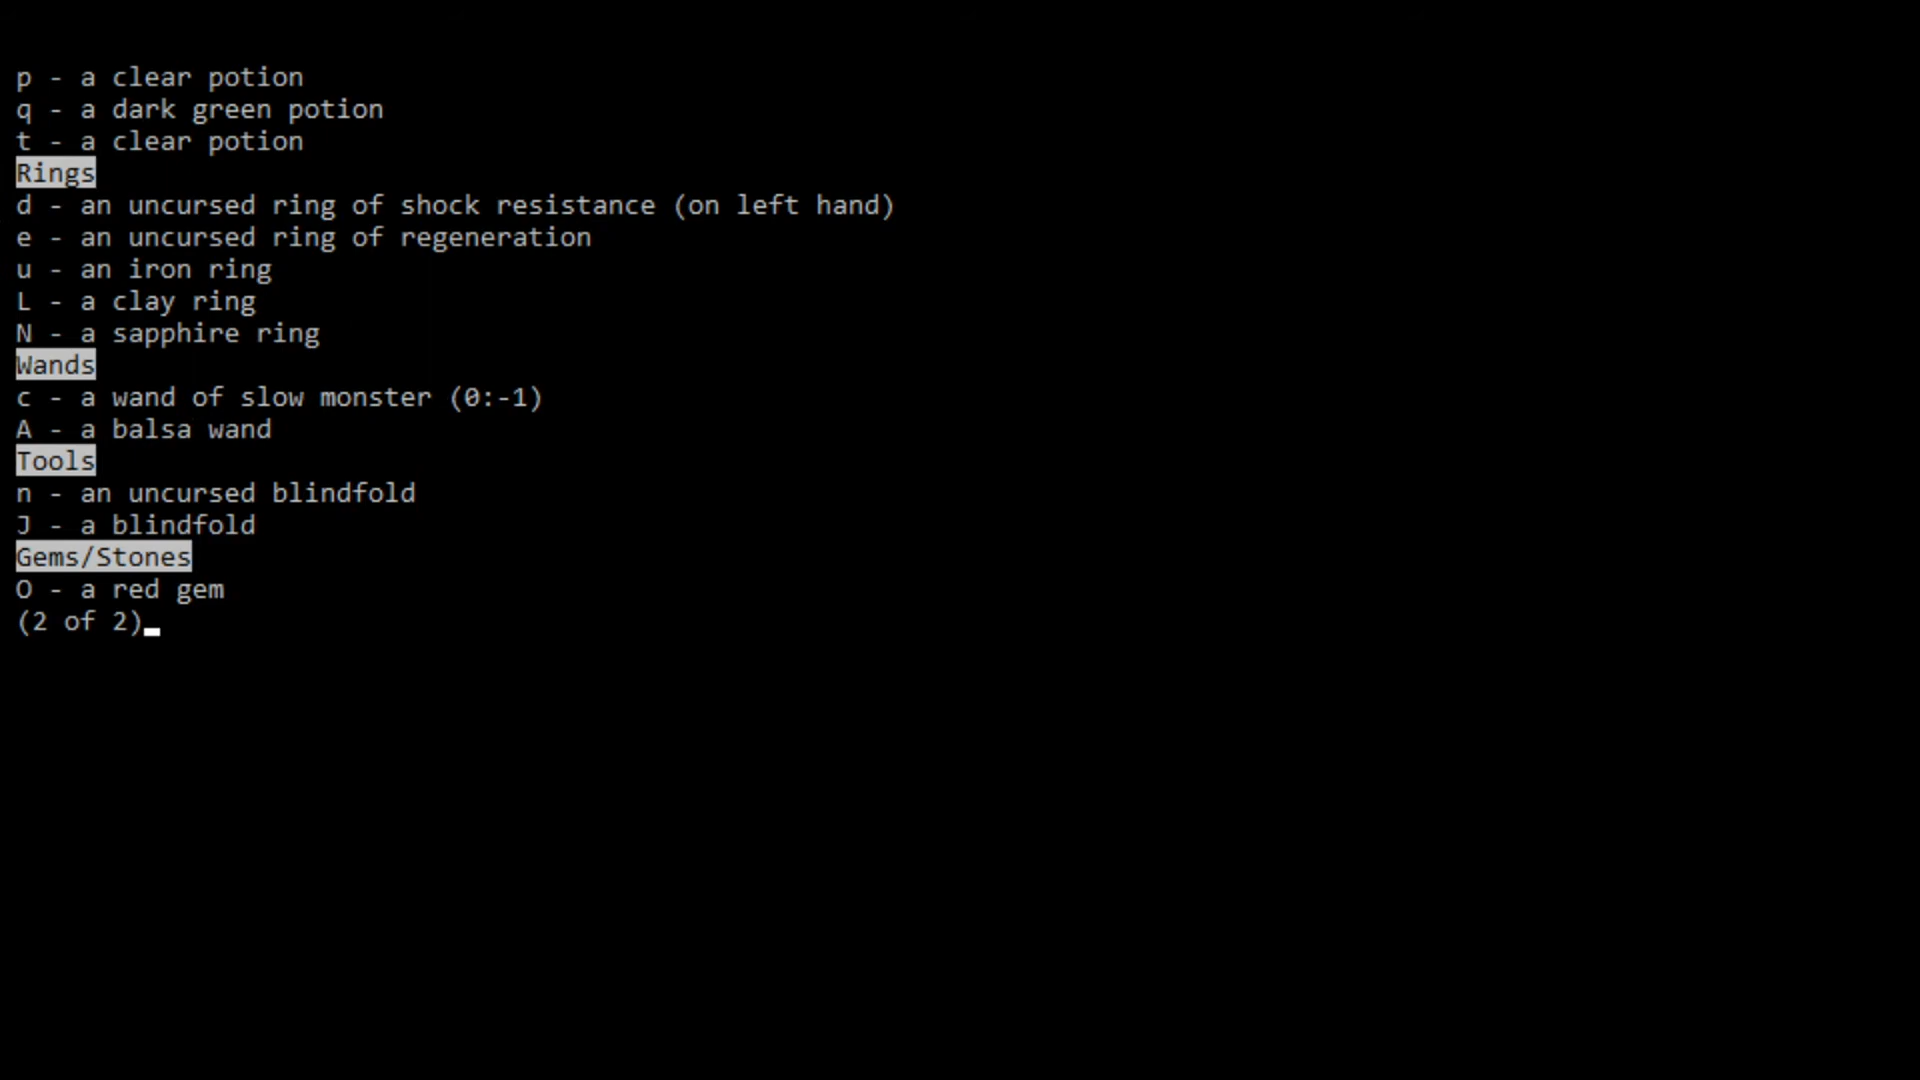 p - a clear potion
q - a dark green potion
t - a clear potion
Rings
d - an uncursed ring of shock resistance (on left hand)
e - an uncursed ring of regeneration
u - an iron ring
L - a clay ring
N - a sapphire ring
Wands
c - a wand of slow monster (0:-1)
A - a balsa wand
Tools
n - an uncursed blindfold
J - a blindfold
Gems/Stones
O - a red gem
(2 of 2)